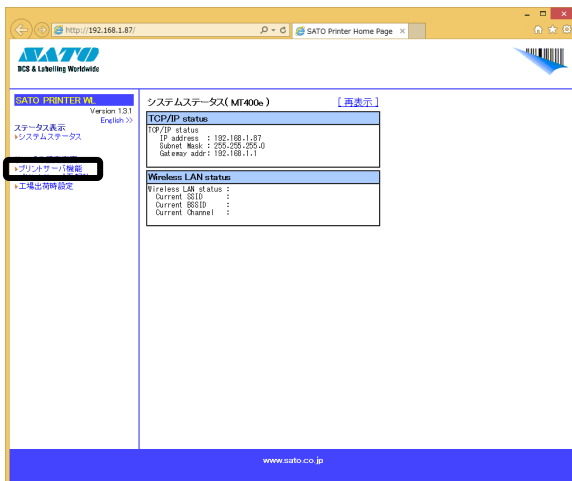 http://192.168.1.87/
SATO Printer Home Page
SATO
DCS & Labelling Worldwide
SATO PRINTER WL
Version 1.3.1
English >>
ステータス表示
システムステータス
プリントサーバ機能
工場出荷時設定
システムステータス( MT400e )
[ 再表示 ]
TCP/IP status
TCP/IP status
IP address : 192.168.1.87
Subnet Mask : 255.255.255.0
Gateway addr: 192.168.1.1
Wireless LAN status
Wireless LAN status :
Current SSID :
Current BSSID :
Current Channel :
www.sato.co.jp